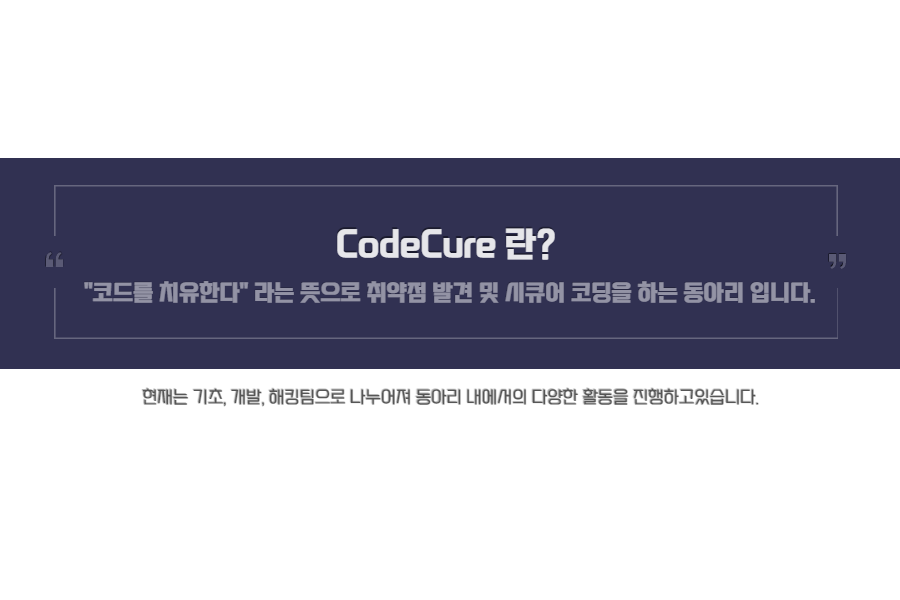 CodeCure 란?
“ ”
"코드를 치유한다" 라는 뜻으로 취약점 발견 및 시큐어 코딩을 하는 동아리 입니다.
현재는 기초, 개발, 해킹팀으로 나누어져 동아리 내에서의 다양한 활동을 진행하고있습니다.